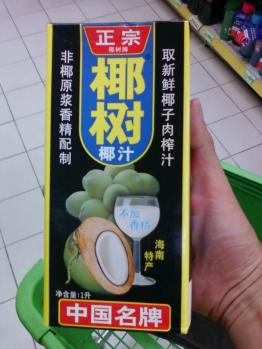 正宗
椰树牌
椰树
椰汁
取新鲜椰子肉榨汁
非椰原浆香精配制
不加
香精
海南
特产
净含量:1升
中国名牌